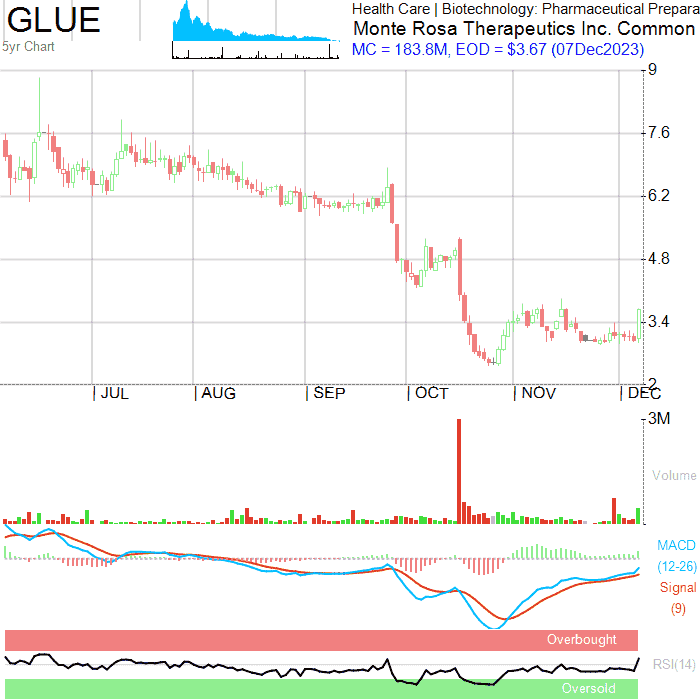 GLUE
5yr Chart
Health Care | Biotechnology: Pharmaceutical Prepara
Monte Rosa Therapeutics Inc. Common
MC = 183.8M, EOD = $3.67 (07Dec2023)
9
7.6
6.2
4.8
3.4
2
JUL AUG SEP OCT NOV DEC
3M
Volume
MACD
(12-26)
Signal
(9)
Overbought
RSI(14)
Oversold